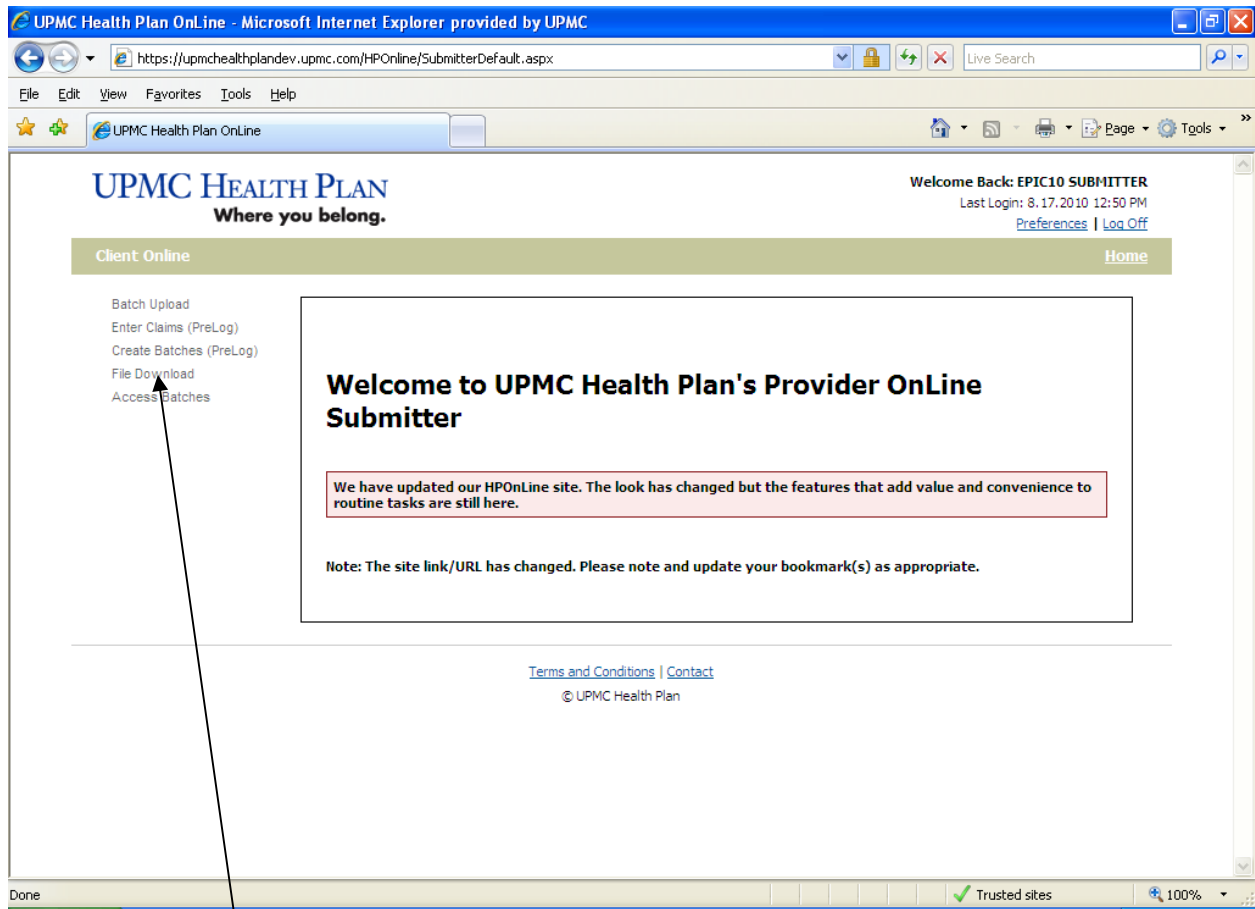 UPMC Health Plan OnLine - Microsoft Internet Explorer provided by UPMC
https://upmchealthplandev.upmc.com/HPOnline/SubmitterDefault.aspx
Live Search
File Edit View Favorites Tools Help
UPMC Health Plan OnLine
Page Tools »
UPMC HEALTH PLAN
Where you belong.
Welcome Back: EPIC10 SUBMITTER
Last Login: 8.17.2010 12:50 PM
Preferences | Log Off
Client Online
Home
Batch Upload
Enter Claims (PreLog)
Create Batches (PreLog)
File Download
Access Batches
Welcome to UPMC Health Plan's Provider OnLine
Submitter
We have updated our HPOnLine site. The look has changed but the features that add value and convenience to
routine tasks are still here.
Note: The site link/URL has changed. Please note and update your bookmark(s) as appropriate.
Terms and Conditions | Contact
© UPMC Health Plan
Done
Trusted sites
100%